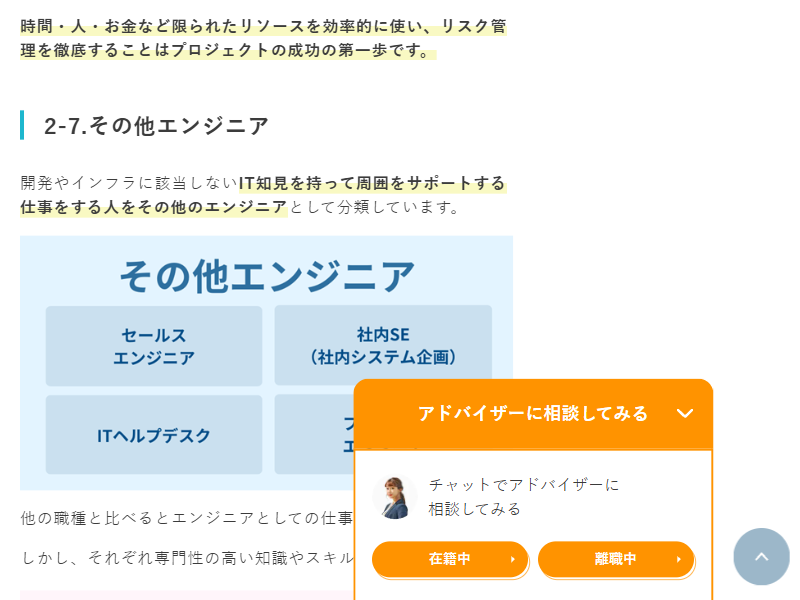 時間・人・お金など限られたリソースを効率的に使い、リスク管
理を徹底することはプロジェクトの成功の第一歩です。
2-7.その他エンジニア
開発やインフラに該当しないIT知見を持って周囲をサポートする
仕事をする人をその他のエンジニアとして分類しています。
その他エンジニア
セールス
エンジニア
社内SE
（社内システム企画）
ITヘルプデスク
アドバイザーに相談してみる
チャットでアドバイザーに
相談してみる
在籍中
離職中
他の職種と比べるとエンジニアとしての仕事
しかし、それぞれ専門性の高い知識やスキル